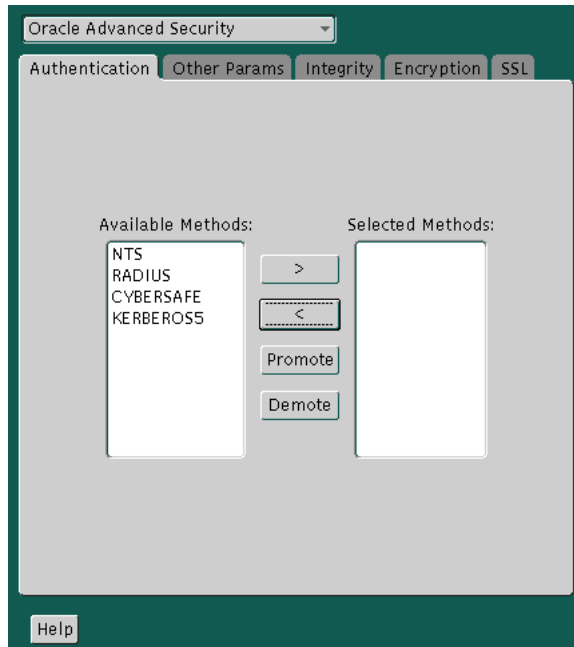 Oracle Advanced Security
Authentication Other Params Integrity Encryption SSL
Available Methods: Selected Methods:
NTS
RADIUS
CYBERSAFE
KERBEROS5
>
<
Promote
Demote
Help